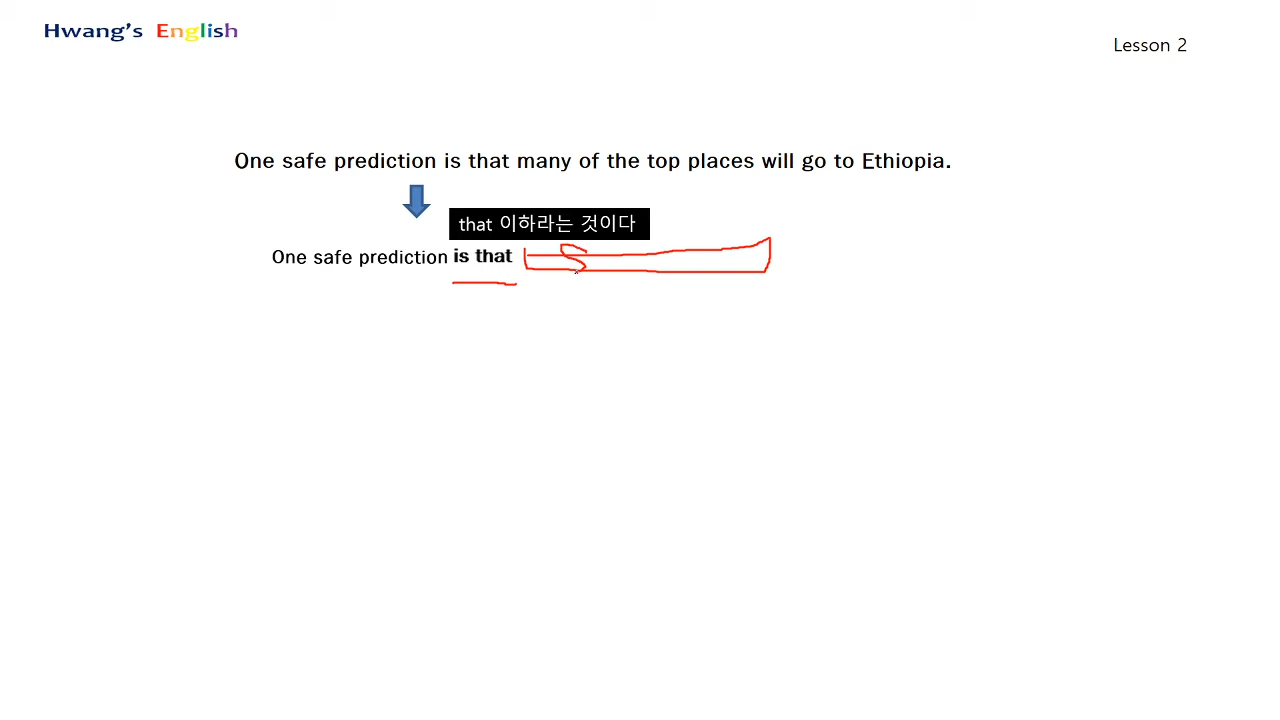 Hwang's English
Lesson 2
One safe prediction is that many of the top places will go to Ethiopia.
that 이하라는 것이다
One safe prediction is that
S